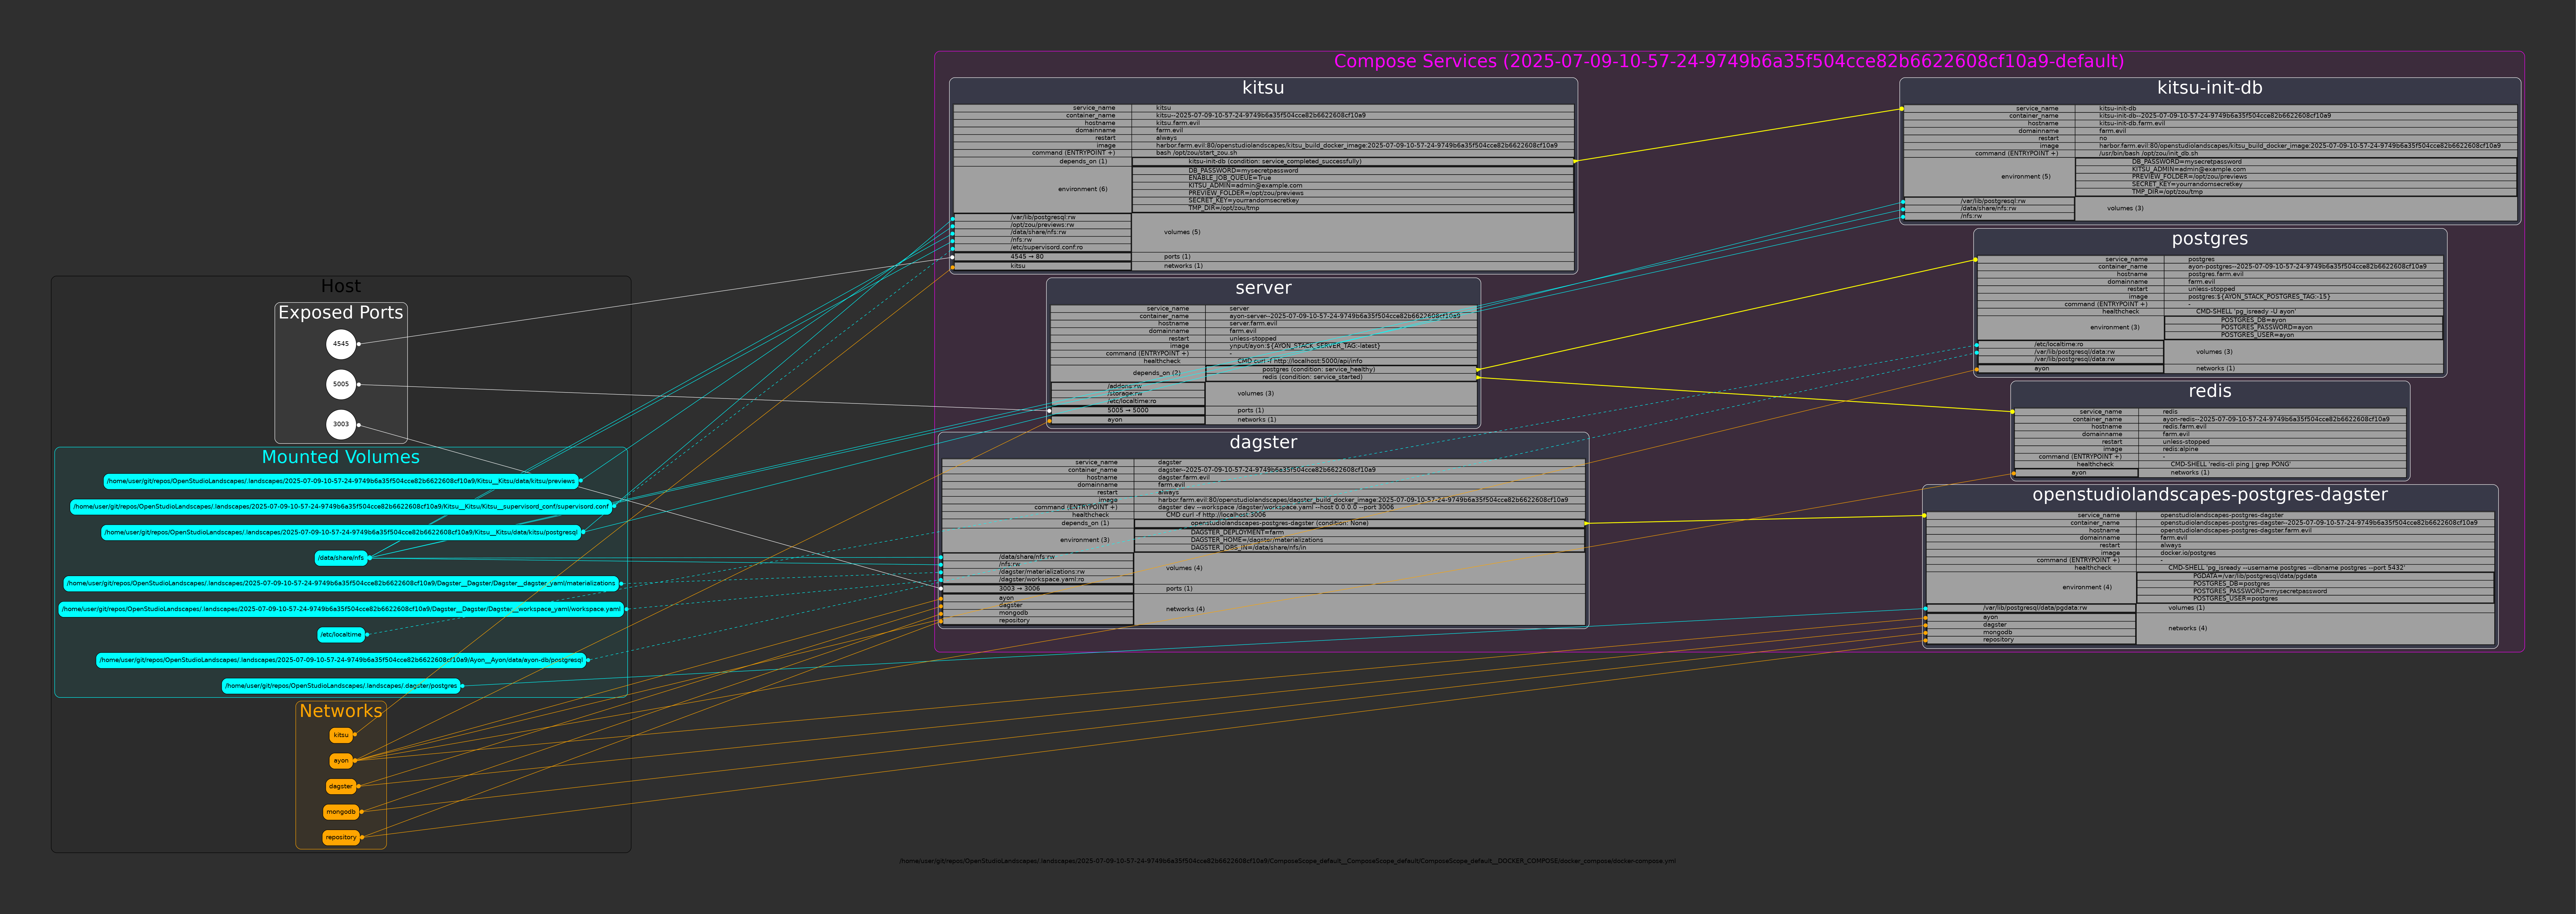 Compose Services (2025-07-09-10-57-24-9749b6a35f504cce82b6622608cf10a9-default)
kitsu
service_name kitsu
container_name kitsu--2025-07-09-10-57-24-9749b6a35f504cce82b6622608cf10a9
hostname kitsu.farm.evil
domainname farm.evil
restart always
image harbor.farm.evil:80/openstudiolandscapes/kitsu_build_docker_image:2025-07-09-10-57-24-9749b6a35f504cce82b6622608cf10a9
command (ENTRYPOINT +) bash /opt/zou/start_zou.sh
depends_on (1) kitsu-init-db (condition: service_completed_successfully)
environment (6)
DB_PASSWORD=mysecretpassword
ENABLE_JOB_QUEUE=True
KITSU_ADMIN=admin@example.com
PREVIEW_FOLDER=/opt/zou/previews
SECRET_KEY=yourrandomsecretkey
TMP_DIR=/opt/zou/tmp
/var/lib/postgresql:rw
/opt/zou/previews:rw
/data/share/nfs:rw
/nfs:rw
/etc/supervisord.conf:ro
volumes (5)
4545 → 80 ports (1)
kitsu networks (1)
kitsu-init-db
service_name kitsu-init-db
container_name kitsu-init-db--2025-07-09-10-57-24-9749b6a35f504cce82b6622608cf10a9
hostname kitsu-init-db.farm.evil
domainname farm.evil
restart no
image harbor.farm.evil:80/openstudiolandscapes/kitsu_build_docker_image:2025-07-09-10-57-24-9749b6a35f504cce82b6622608cf10a9
command (ENTRYPOINT +) /usr/bin/bash /opt/zou/init_db.sh
environment (5)
DB_PASSWORD=mysecretpassword
KITSU_ADMIN=admin@example.com
PREVIEW_FOLDER=/opt/zou/previews
SECRET_KEY=yourrandomsecretkey
TMP_DIR=/opt/zou/tmp
/var/lib/postgresql:rw
/data/share/nfs:rw
/nfs:rw
volumes (3)
server
service_name server
container_name ayon-server--2025-07-09-10-57-24-9749b6a35f504cce82b6622608cf10a9
hostname server.farm.evil
domainname farm.evil
restart unless-stopped
image ynput/ayon:${AYON_STACK_SERVER_TAG:-latest}
command (ENTRYPOINT +) -
healthcheck CMD curl -f http://localhost:5000/api/info
depends_on (2)
postgres (condition: service_healthy)
redis (condition: service_started)
/addons:rw
/storage:rw
/etc/localtime:ro
volumes (3)
5005 → 5000 ports (1)
ayon networks (1)
postgres
service_name postgres
container_name ayon-postgres--2025-07-09-10-57-24-9749b6a35f504cce82b6622608cf10a9
hostname postgres.farm.evil
domainname farm.evil
restart unless-stopped
image postgres:${AYON_STACK_POSTGRES_TAG:-15}
command (ENTRYPOINT +) -
healthcheck CMD-SHELL 'pg_isready -U ayon'
environment (3)
POSTGRES_DB=ayon
POSTGRES_PASSWORD=ayon
POSTGRES_USER=ayon
/etc/localtime:ro
/var/lib/postgresql/data:rw
/var/lib/postgresql/data:rw
volumes (3)
ayon networks (1)
redis
service_name redis
container_name ayon-redis--2025-07-09-10-57-24-9749b6a35f504cce82b6622608cf10a9
hostname redis.farm.evil
domainname farm.evil
restart unless-stopped
image redis:alpine
command (ENTRYPOINT +) -
healthcheck CMD-SHELL 'redis-cli ping | grep PONG'
ayon networks (1)
dagster
service_name dagster
container_name dagster--2025-07-09-10-57-24-9749b6a35f504cce82b6622608cf10a9
hostname dagster.farm.evil
domainname farm.evil
restart always
image harbor.farm.evil:80/openstudiolandscapes/dagster_build_docker_image:2025-07-09-10-57-24-9749b6a35f504cce82b6622608cf10a9
command (ENTRYPOINT +) dagster dev --workspace /dagster/workspace.yaml --host 0.0.0.0 --port 3006
healthcheck CMD curl -f http://localhost:3006
depends_on (1) openstudiolandscapes-postgres-dagster (condition: None)
environment (3)
DAGSTER_DEPLOYMENT=farm
DAGSTER_HOME=/dagster/materializations
DAGSTER_JOBS_IN=/data/share/nfs/in
/data/share/nfs:rw
/nfs:rw
/dagster/materializations:rw
/dagster/workspace.yaml:ro
volumes (4)
3003 → 3006 ports (1)
ayon
dagster
mongodb
repository
networks (4)
openstudiolandscapes-postgres-dagster
service_name openstudiolandscapes-postgres-dagster
container_name openstudiolandscapes-postgres-dagster--2025-07-09-10-57-24-9749b6a35f504cce82b6622608cf10a9
hostname openstudiolandscapes-postgres-dagster.farm.evil
domainname farm.evil
restart always
image docker.io/postgres
command (ENTRYPOINT +) -
healthcheck CMD-SHELL 'pg_isready --username postgres --dbname postgres --port 5432'
environment (4)
PGDATA=/var/lib/postgresql/data/pgdata
POSTGRES_DB=postgres
POSTGRES_PASSWORD=mysecretpassword
POSTGRES_USER=postgres
/var/lib/postgresql/data/pgdata:rw volumes (1)
ayon
dagster
mongodb
repository
networks (4)
Host
Exposed Ports
4545
5005
3003
Mounted Volumes
/home/user/git/repos/OpenStudioLandscapes/.landscapes/2025-07-09-10-57-24-9749b6a35f504cce82b6622608cf10a9/Kitsu__Kitsu/data/kitsu/previews
/home/user/git/repos/OpenStudioLandscapes/.landscapes/2025-07-09-10-57-24-9749b6a35f504cce82b6622608cf10a9/Kitsu__Kitsu/Kitsu__supervisord_conf/supervisord.conf
/home/user/git/repos/OpenStudioLandscapes/.landscapes/2025-07-09-10-57-24-9749b6a35f504cce82b6622608cf10a9/Kitsu__Kitsu/data/kitsu/postgresql
/data/share/nfs
/home/user/git/repos/OpenStudioLandscapes/.landscapes/2025-07-09-10-57-24-9749b6a35f504cce82b6622608cf10a9/Dagster__Dagster/Dagster__dagster_yaml/materializations
/home/user/git/repos/OpenStudioLandscapes/.landscapes/2025-07-09-10-57-24-9749b6a35f504cce82b6622608cf10a9/Dagster__Dagster/Dagster__workspace_yaml/workspace.yaml
/etc/localtime
/home/user/git/repos/OpenStudioLandscapes/.landscapes/2025-07-09-10-57-24-9749b6a35f504cce82b6622608cf10a9/Ayon__Ayon/data/ayon-db/postgresql
/home/user/git/repos/OpenStudioLandscapes/.landscapes/.dagster/postgres
Networks
kitsu
ayon
dagster
mongodb
repository
/home/user/git/repos/OpenStudioLandscapes/.landscapes/2025-07-09-10-57-24-9749b6a35f504cce82b6622608cf10a9/ComposeScope_default__ComposeScope_default/ComposeScope_default__DOCKER_COMPOSE/docker_compose/docker-compose.yml